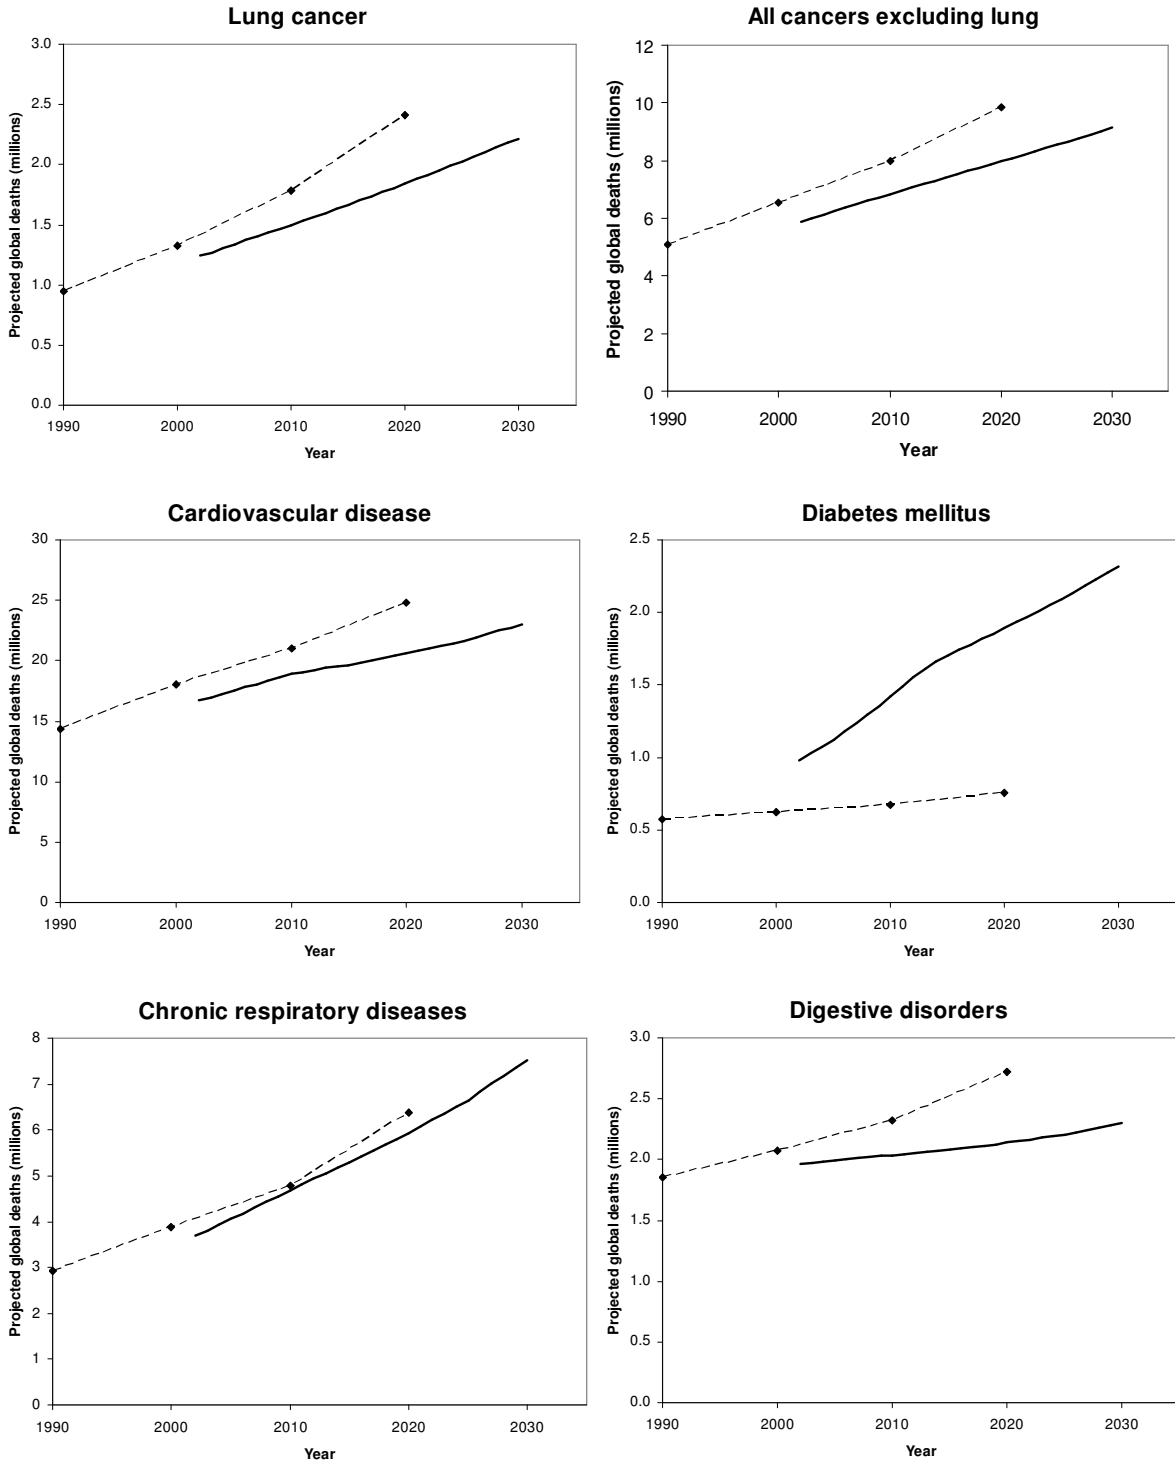 Lung cancer
Projected global deaths (millions)
3.0
2.5
2.0
1.5
1.0
0.5
0.0
1990 2000 2010 2020 2030
Year
All cancers excluding lung
Projected global deaths (millions)
12
10
8
6
4
2
0
1990 2000 2010 2020 2030
Year
Cardiovascular disease
Projected global deaths (millions)
30
25
20
15
10
5
0
1990 2000 2010 2020 2030
Year
Diabetes mellitus
Projected global deaths (millions)
2.5
2.0
1.5
1.0
0.5
0.0
1990 2000 2010 2020 2030
Year
Chronic respiratory diseases
Projected global deaths (millions)
8
7
6
5
4
3
2
1
0
1990 2000 2010 2020 2030
Year
Digestive disorders
Projected global deaths (millions)
3.0
2.5
2.0
1.5
1.0
0.5
0.0
1990 2000 2010 2020 2030
Year